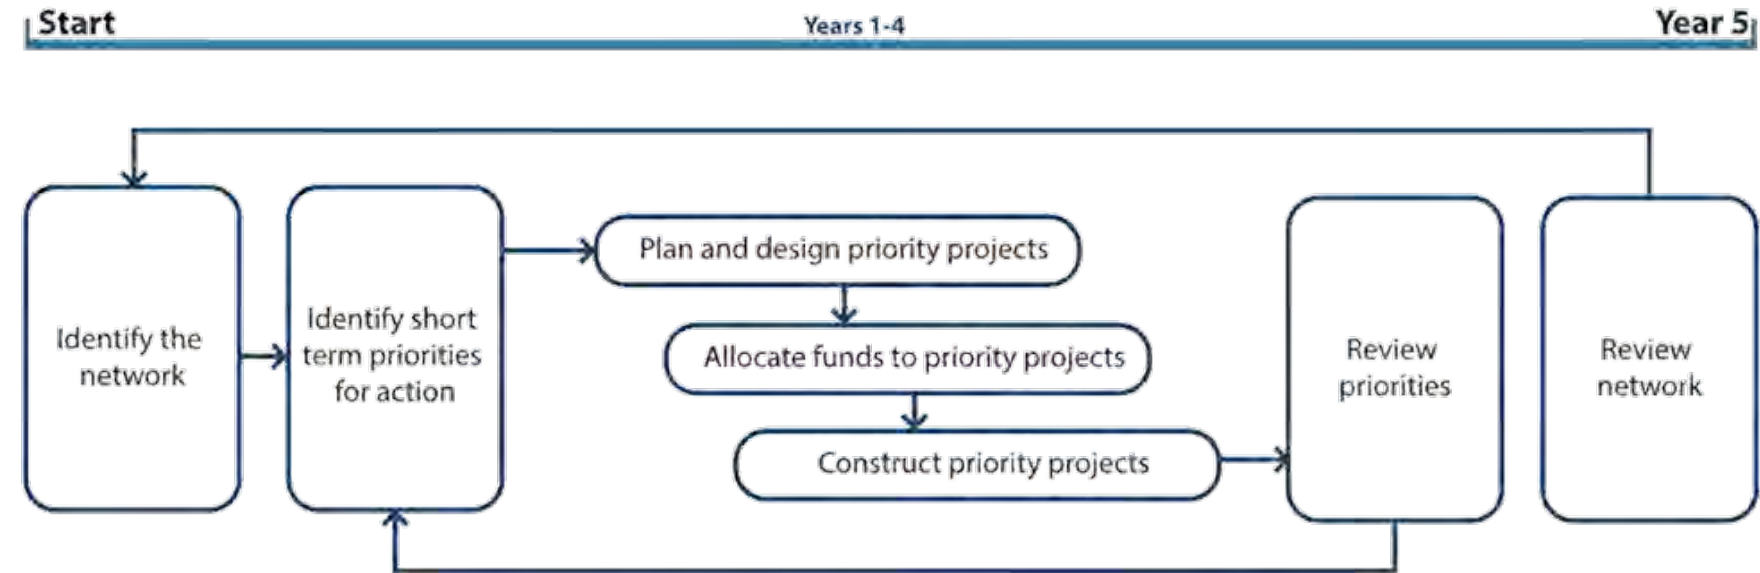 Start
Years 1-4
Year 5
Identify the
network
Identify short
term priorities
for action
Plan and design priority projects
Allocate funds to priority projects
Construct priority projects
Review
priorities
Review
network